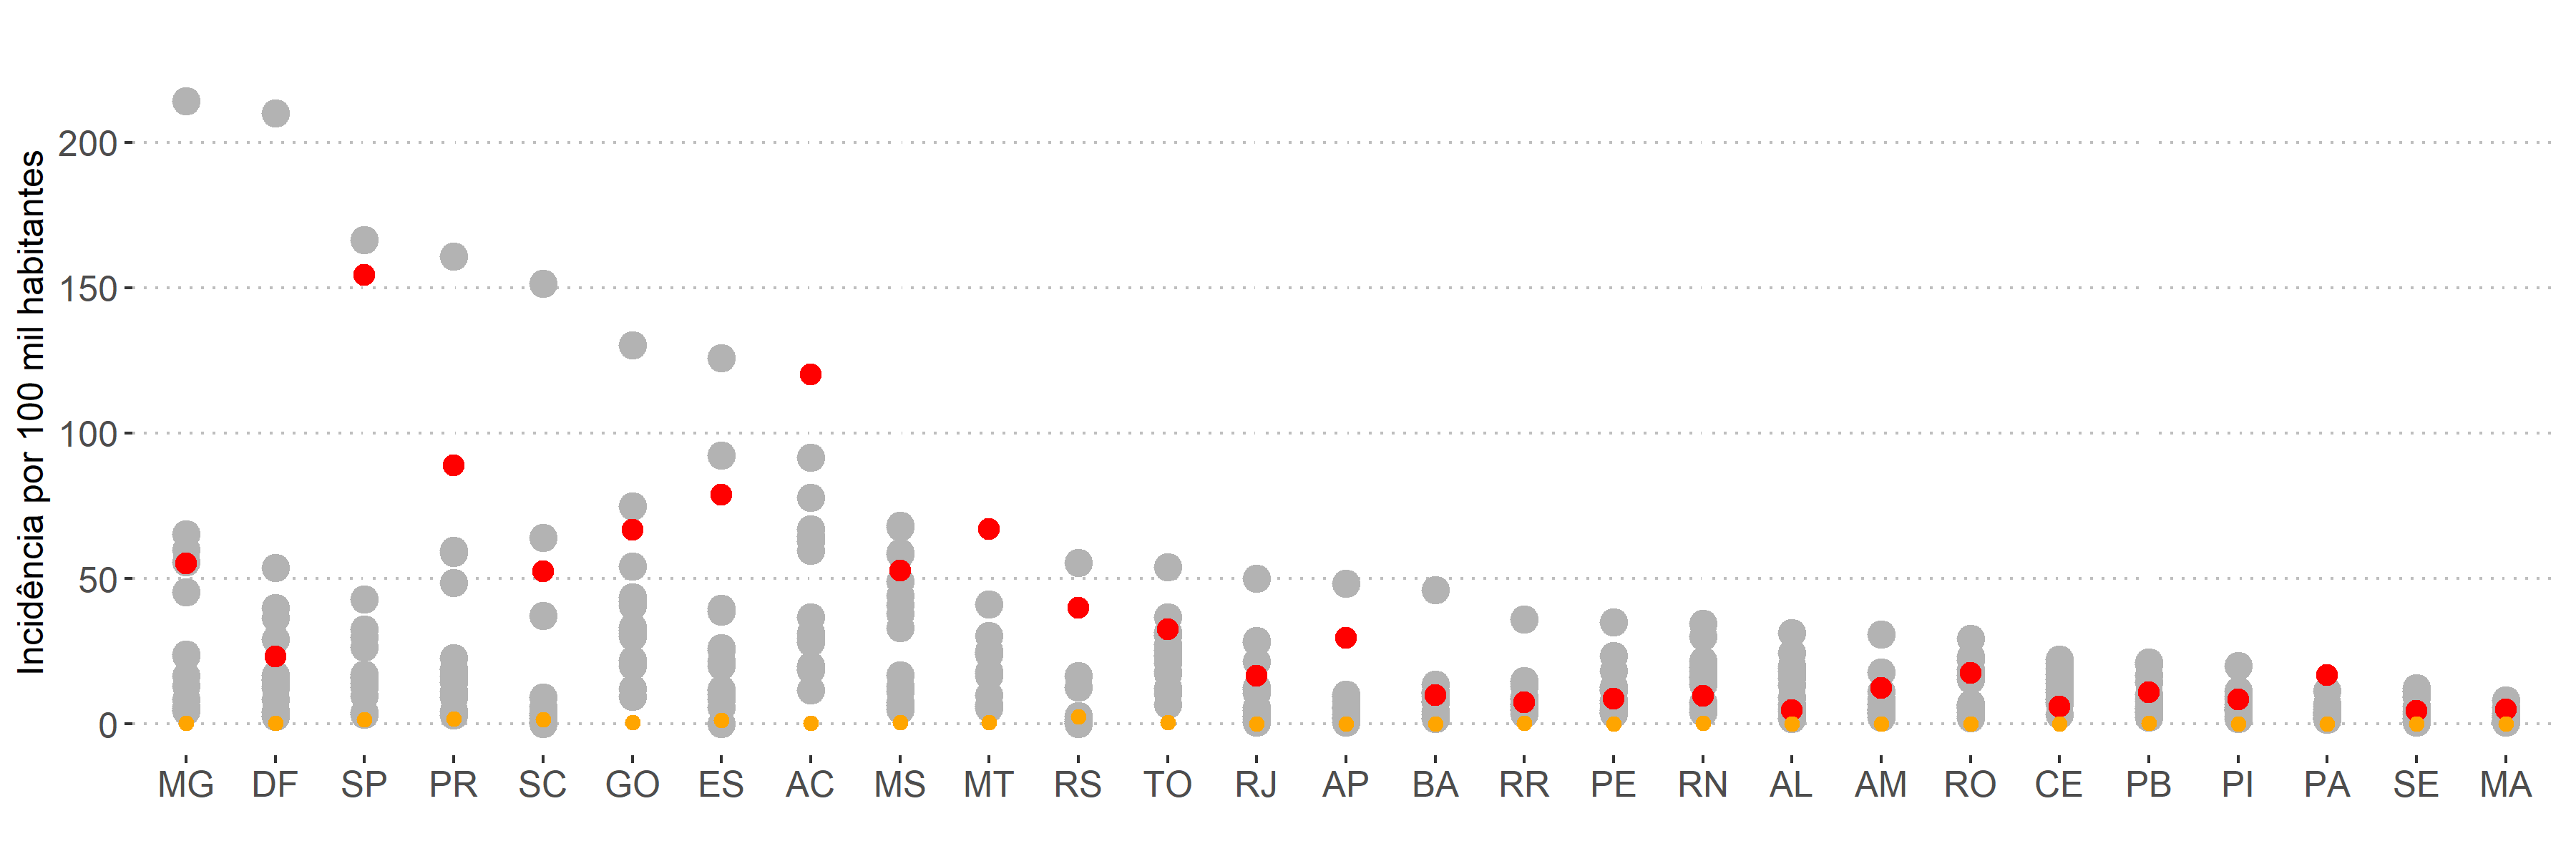 Incidência por 100 mil habitantes
200
150
100
50
0
MG DF SP PR SC GO ES AC MS MT RS TO RJ AP BA RR PE RN AL AM RO CE PB PI PA SE MA